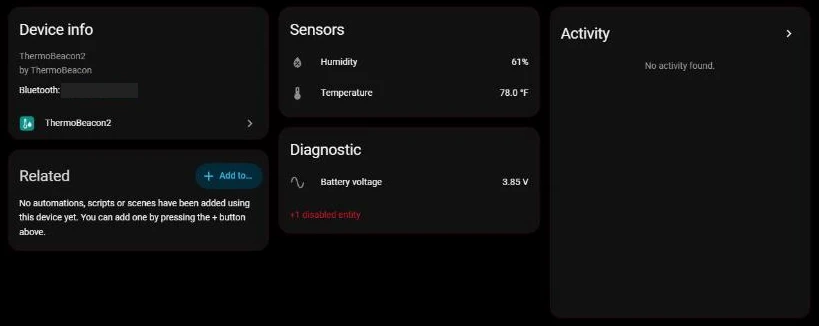 Device info
ThermoBeacon2
by ThermoBeacon
Bluetooth:
ThermoBeacon2
Related
Add to...
No automations, scripts or scenes have been added using
this device yet. You can add one by pressing the + button
above.
Sensors
Humidity 61%
Temperature 78.0 °F
Diagnostic
Battery voltage 3.85 V
+1 disabled entity
Activity
No activity found.